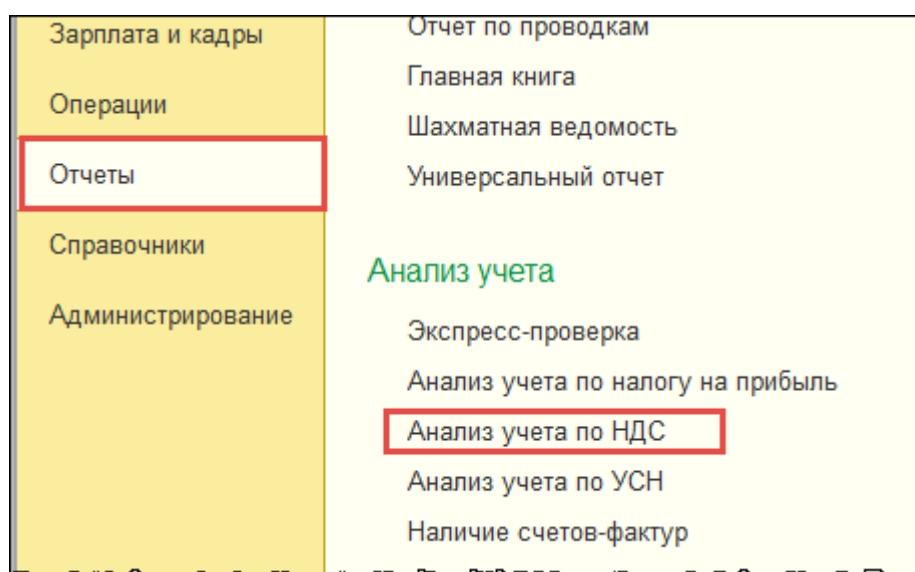 Зарплата и кадры
Операции
Отчеты
Справочники
Администрирование
Отчет по проводкам
Главная книга
Шахматная ведомость
Универсальный отчет
Анализ учета
Экспресс-проверка
Анализ учета по налогу на прибыль
Анализ учета по НДС
Анализ учета по УСН
Наличие счетов-фактур